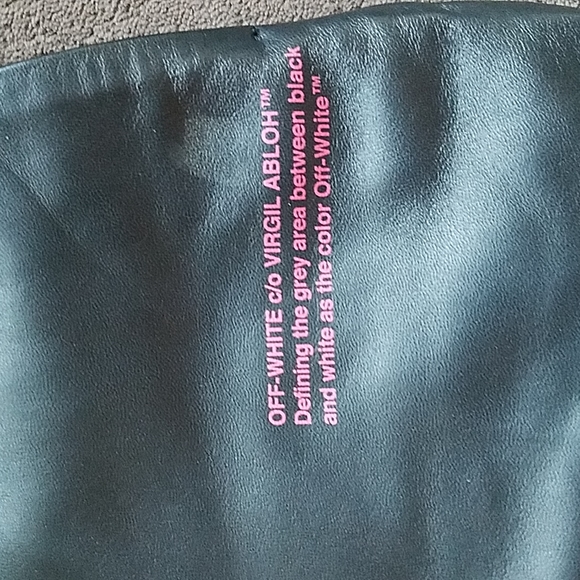 OFF-WHITE c/o VIRGIL ABLOH™
Defining the grey area between black
and white as the color Off-White™